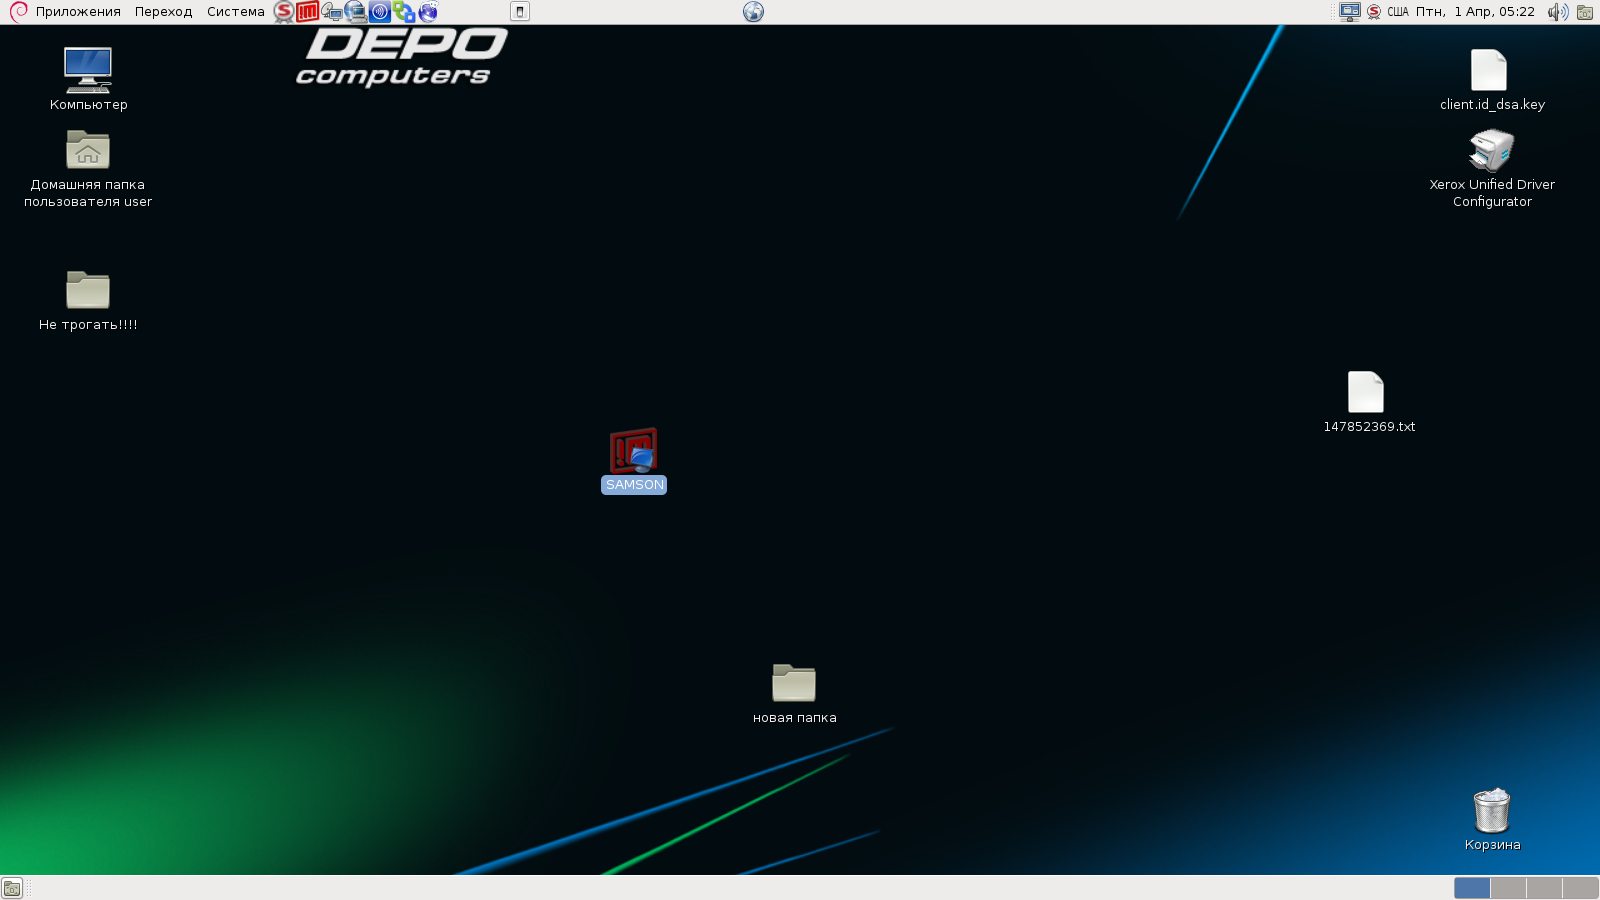 Приложения Переход Система
США Птн, 1 Апр, 05:22
DEPO
computers
Компьютер
client.id_dsa.key
Домашняя папка
пользователя user
Xerox Unified Driver
Configurator
Не трогать!!!!
147852369.txt
SAMSON
новая папка
Корзина